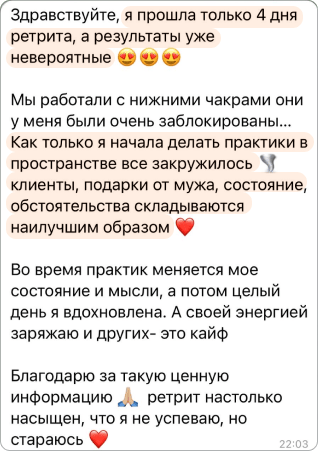 Здравствуйте, я прошла только 4 дня
ретрита, а результаты уже
невероятные 😍😍😍
Мы работали с нижними чакрами они
у меня были очень заблокированы...
Как только я начала делать практики в
пространстве все закружилось 🌪️
клиенты, подарки от мужа, состояние,
обстоятельства складываются
наилучшим образом ❤️
Во время практик меняется мое
состояние и мысли, а потом целый
день я вдохновлена. А своей энергией
заряжаю и других- это кайф
Благодарю за такую ценную
информацию 🙏🏼 ретрит настолько
насыщен, что я не успеваю, но
стараюсь ❤️
22:03